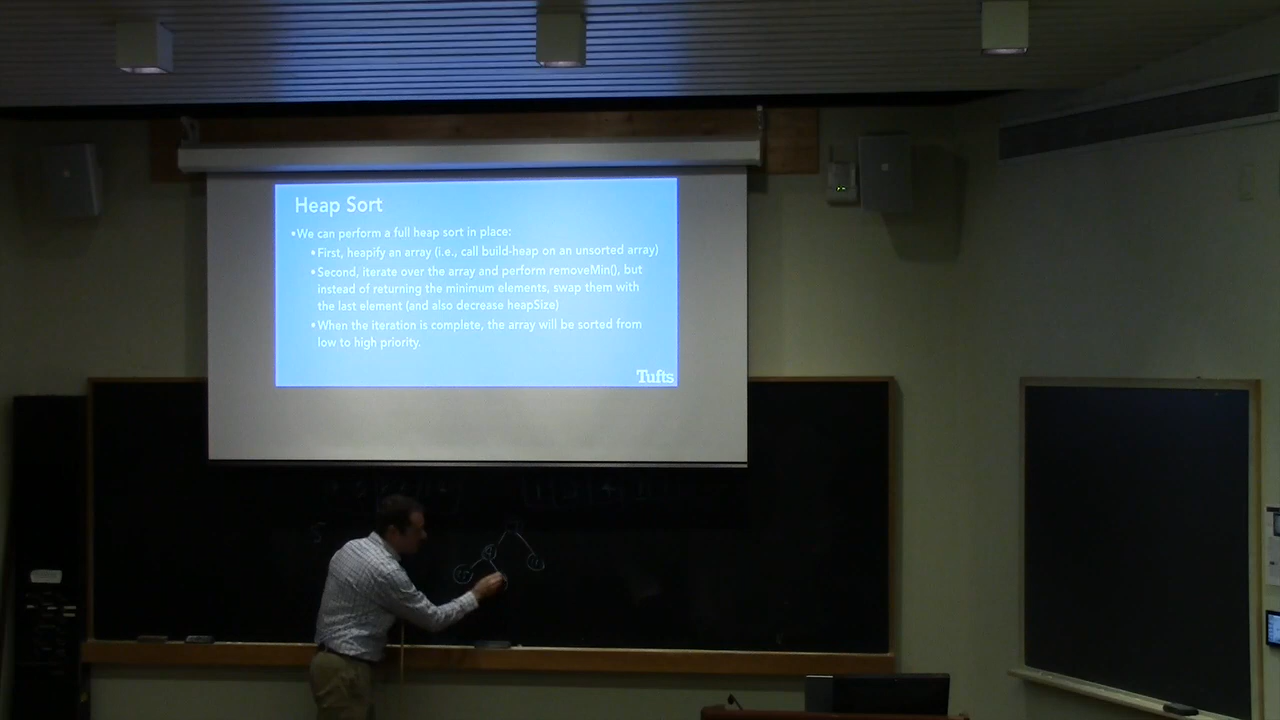 Heap Sort
•We can perform a full heap sort in place:
•First, heapify an array (i.e., call build-heap on an unsorted array)
•Second, iterate over the array and perform removeMin(), but
instead of returning the minimum elements, swap them with
the last element (and also decrease heapSize)
•When the iteration is complete, the array will be sorted from
low to high priority.
Tufts